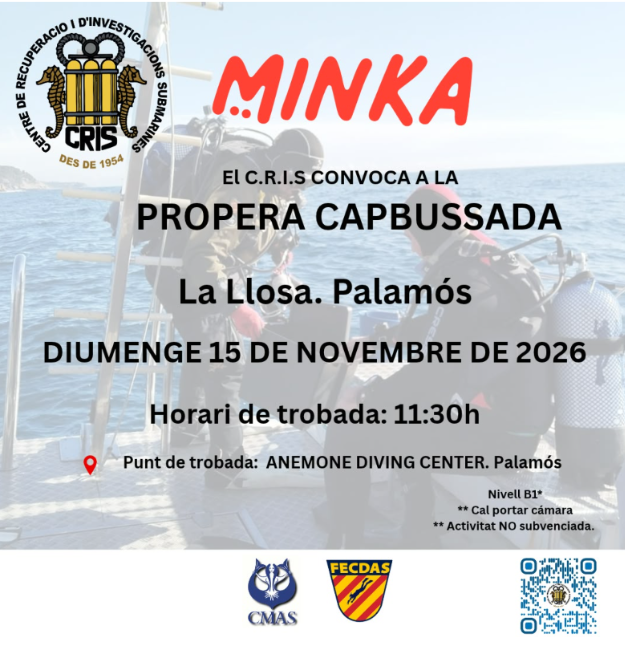 CENTRE DE RECUPERACIO I D'INVESTIGACIONS SUBMARINES
CRIS
DES DE 1954
MINKA
El C.R.I.S CONVOCA A LA
PROPERA CAPBUSSADA
La Llosa. Palamós
DIUMENGE 15 DE NOVEMBRE DE 2026
Horari de trobada: 11:30h
Punt de trobada: ANEMONE DIVING CENTER. Palamós
Nivell B1*
** Cal portar cámara
** Activitat NO subvenciada.
CMAS
FECDAS